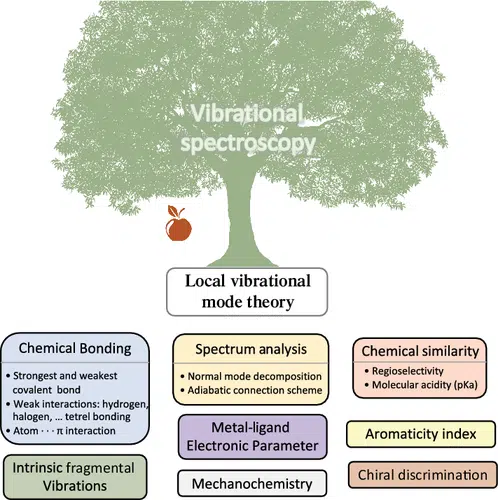 Vibrational
spectroscopy
Local vibrational
mode theory
Chemical Bonding
• Strongest and weakest
covalent bond
• Weak interactions: hydrogen,
halogen, ... tetrel bonding
• Atom · · · π interaction
Spectrum analysis
• Normal mode decomposition
• Adiabatic connection scheme
Chemical similarity
• Regioselectivity
• Molecular acidity (pKa)
Metal-ligand
Electronic Parameter
Aromaticity index
Intrinsic fragmental
Vibrations
Mechanochemistry
Chiral discrimination